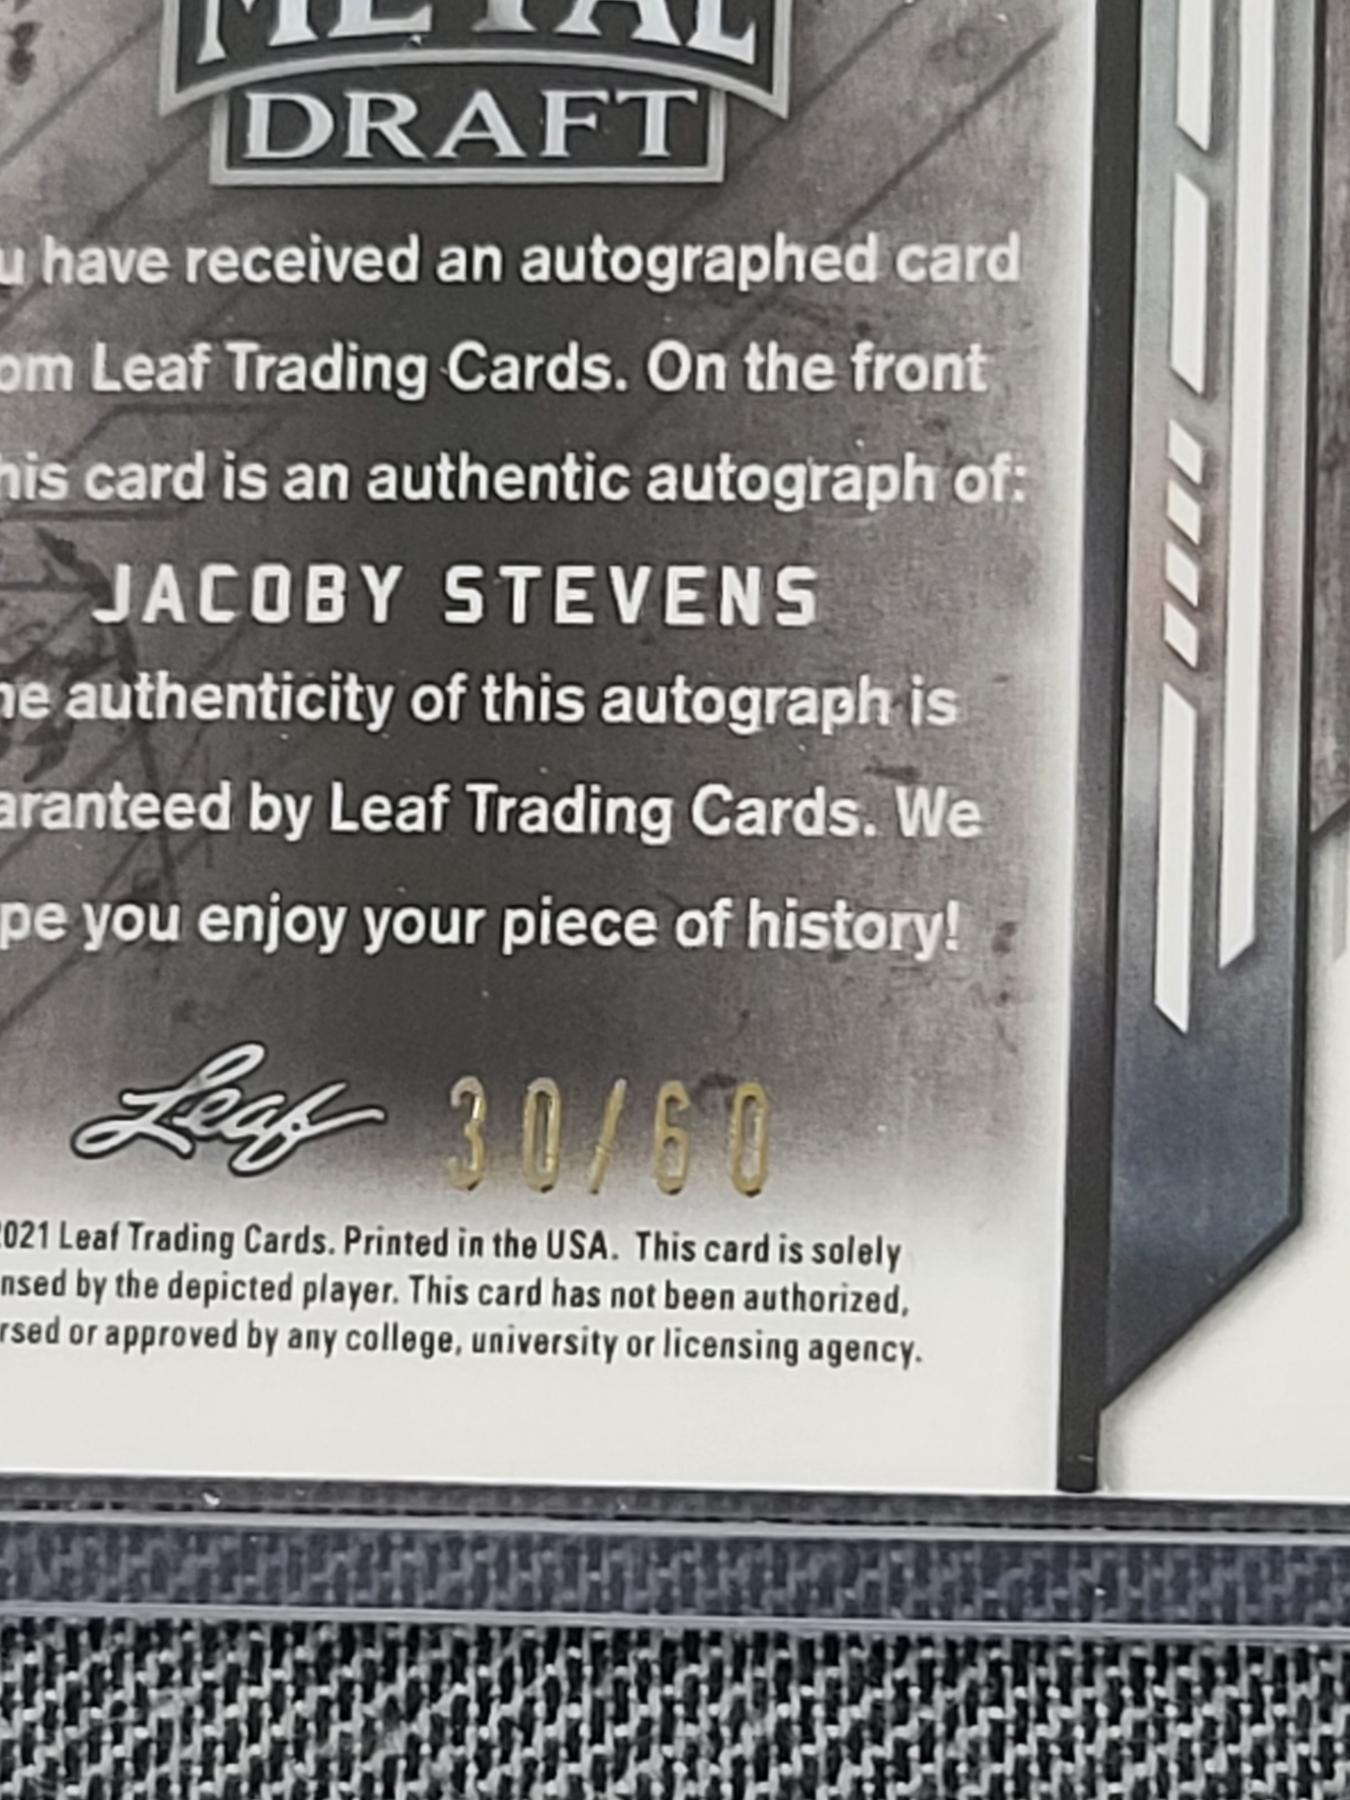 METAL
DRAFT
u have received an autographed card
om Leaf Trading Cards. On the front
his card is an authentic autograph of:
JACOBY STEVENS
he authenticity of this autograph is
aranteed by Leaf Trading Cards. We
pe you enjoy your piece of history!
Leaf 30/60
2021 Leaf Trading Cards. Printed in the USA. This card is solely
nsed by the depicted player. This card has not been authorized,
rsed or approved by any college, university or licensing agency.